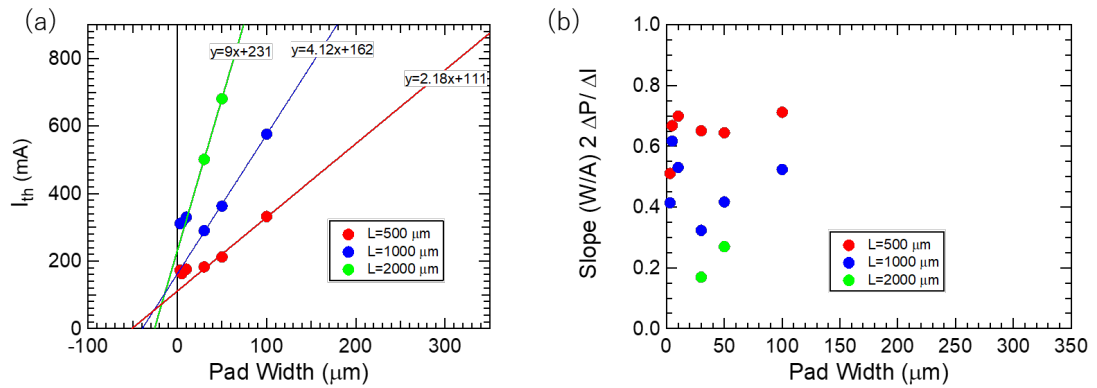 (a)
800
600
400
200
0
I_th (mA)
y=9x+231
y=4.12x+162
y=2.18x+111
L=500 μm
L=1000 μm
L=2000 μm
-100 0 100 200 300
Pad Width (μm)
(b)
1.0
0.8
0.6
0.4
0.2
0.0
Slope (W/A) 2 ΔP/ ΔI
L=500 μm
L=1000 μm
L=2000 μm
0 50 100 150 200 250 300 350
Pad Width (μm)